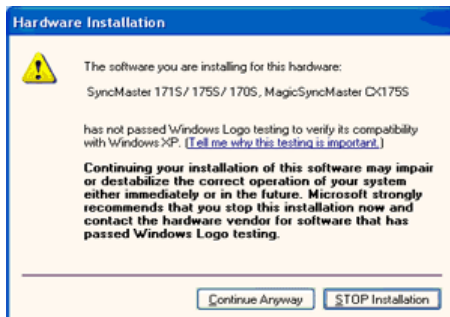 Hardware Installation
The software you are installing for this hardware:
SyncMaster 171S/ 175S/ 170S, MagicSyncMaster CX175S
has not passed Windows Logo testing to verify its compatibility
with Windows XP. (Tell me why this testing is important.)
Continuing your installation of this software may impair
or destabilize the correct operation of your system
either immediately or in the future. Microsoft strongly
recommends that you stop this installation now and
contact the hardware vendor for software that has
passed Windows Logo testing.
Continue Anyway STOP Installation